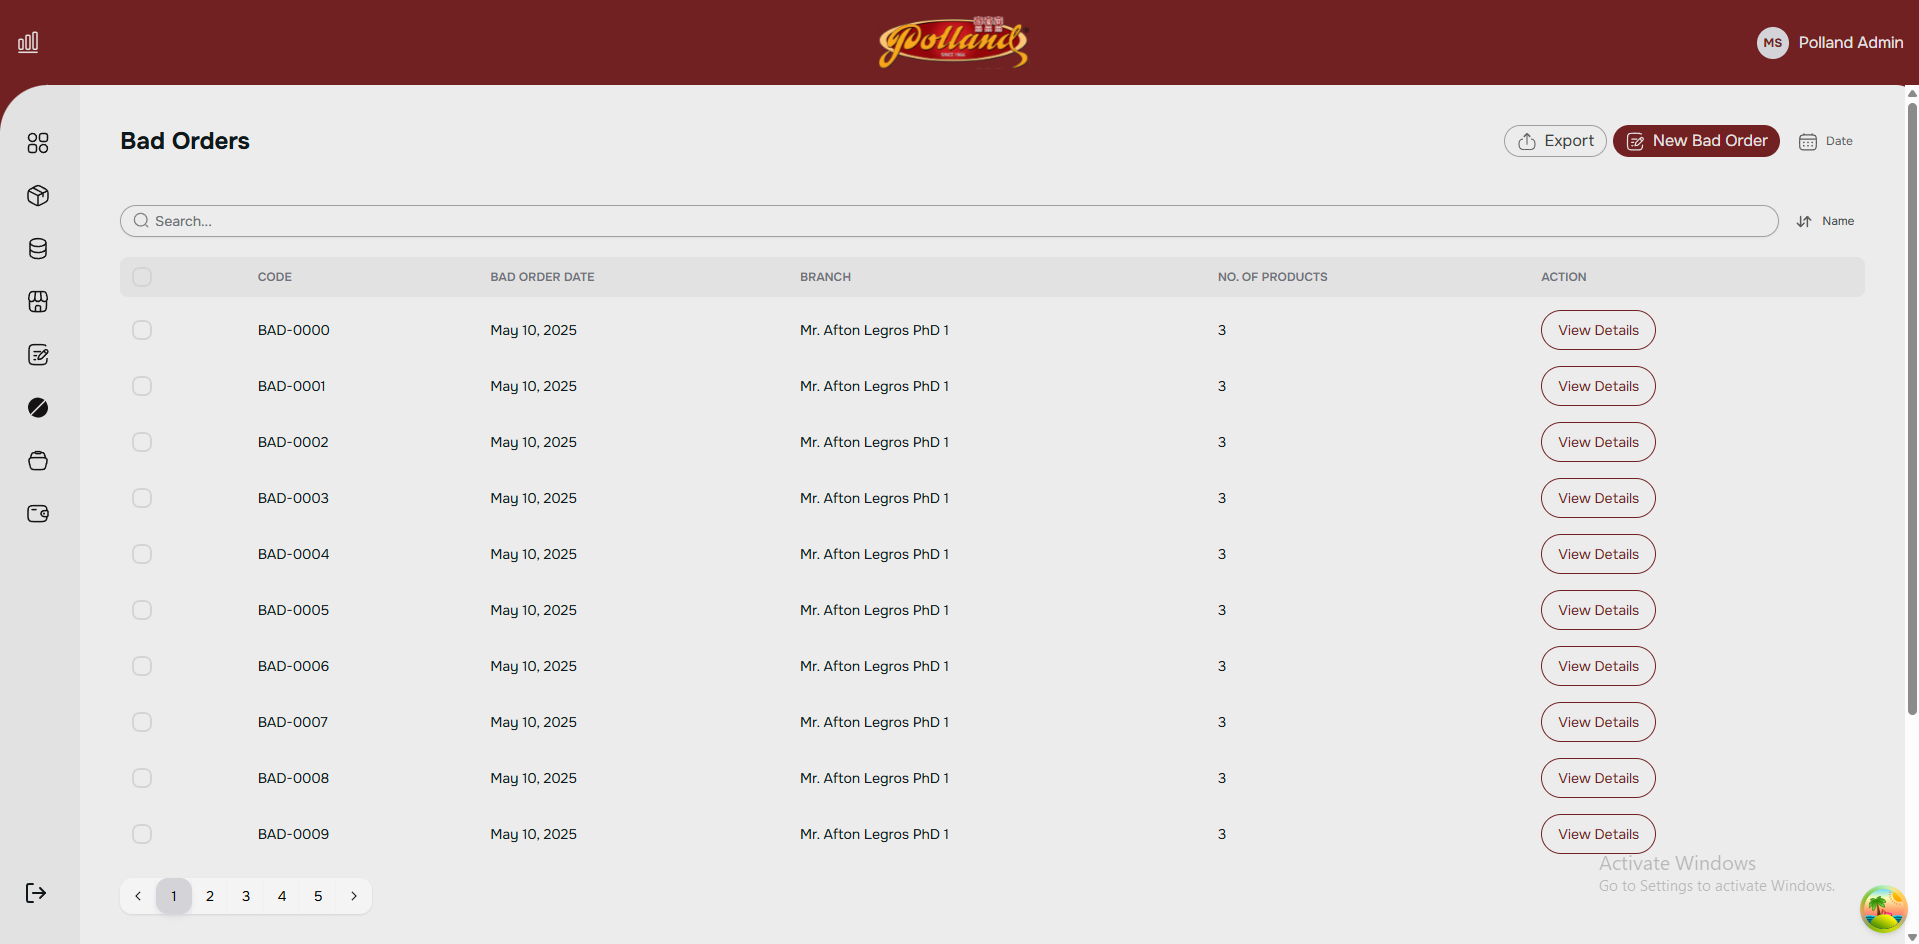 Polland
MS Polland Admin
Bad Orders
Export
New Bad Order
Date
Search...
Name
CODE BAD ORDER DATE BRANCH NO. OF PRODUCTS ACTION
BAD-0000 May 10, 2025 Mr. Afton Legros PhD 1 3 View Details
BAD-0001 May 10, 2025 Mr. Afton Legros PhD 1 3 View Details
BAD-0002 May 10, 2025 Mr. Afton Legros PhD 1 3 View Details
BAD-0003 May 10, 2025 Mr. Afton Legros PhD 1 3 View Details
BAD-0004 May 10, 2025 Mr. Afton Legros PhD 1 3 View Details
BAD-0005 May 10, 2025 Mr. Afton Legros PhD 1 3 View Details
BAD-0006 May 10, 2025 Mr. Afton Legros PhD 1 3 View Details
BAD-0007 May 10, 2025 Mr. Afton Legros PhD 1 3 View Details
BAD-0008 May 10, 2025 Mr. Afton Legros PhD 1 3 View Details
BAD-0009 May 10, 2025 Mr. Afton Legros PhD 1 3 View Details
Activate Windows
Go to Settings to activate Windows.
1 2 3 4 5